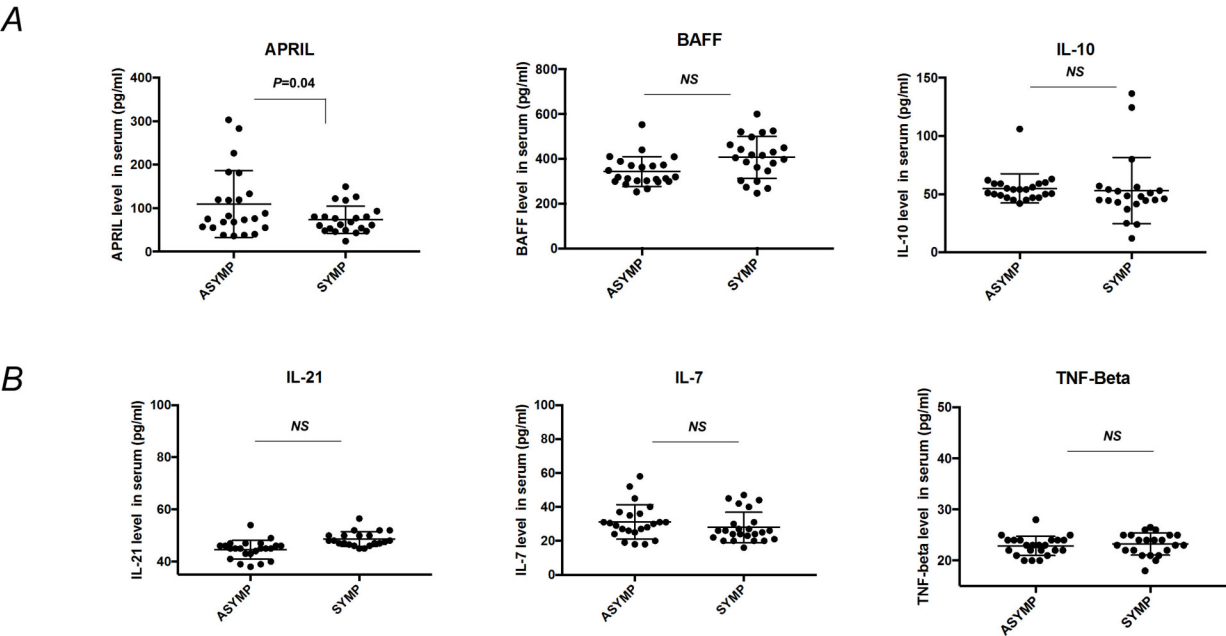 A
APRIL
APRIL level in serum (pg/ml)
400
300
200
100
0
P=0.04
ASYMP
SYMP
BAFF
BAFF level in serum (pg/ml)
800
600
400
200
0
NS
ASYMP
SYMP
IL-10
IL-10 level in serum (pg/ml)
150
100
50
0
NS
ASYMP
SYMP
B
IL-21
IL-21 level in serum (pg/ml)
100
80
60
40
NS
ASYMP
SYMP
IL-7
IL-7 level in serum (pg/ml)
100
80
60
40
20
0
NS
ASYMP
SYMP
TNF-Beta
TNF-beta level in serum (pg/ml)
50
40
30
20
NS
ASYMP
SYMP